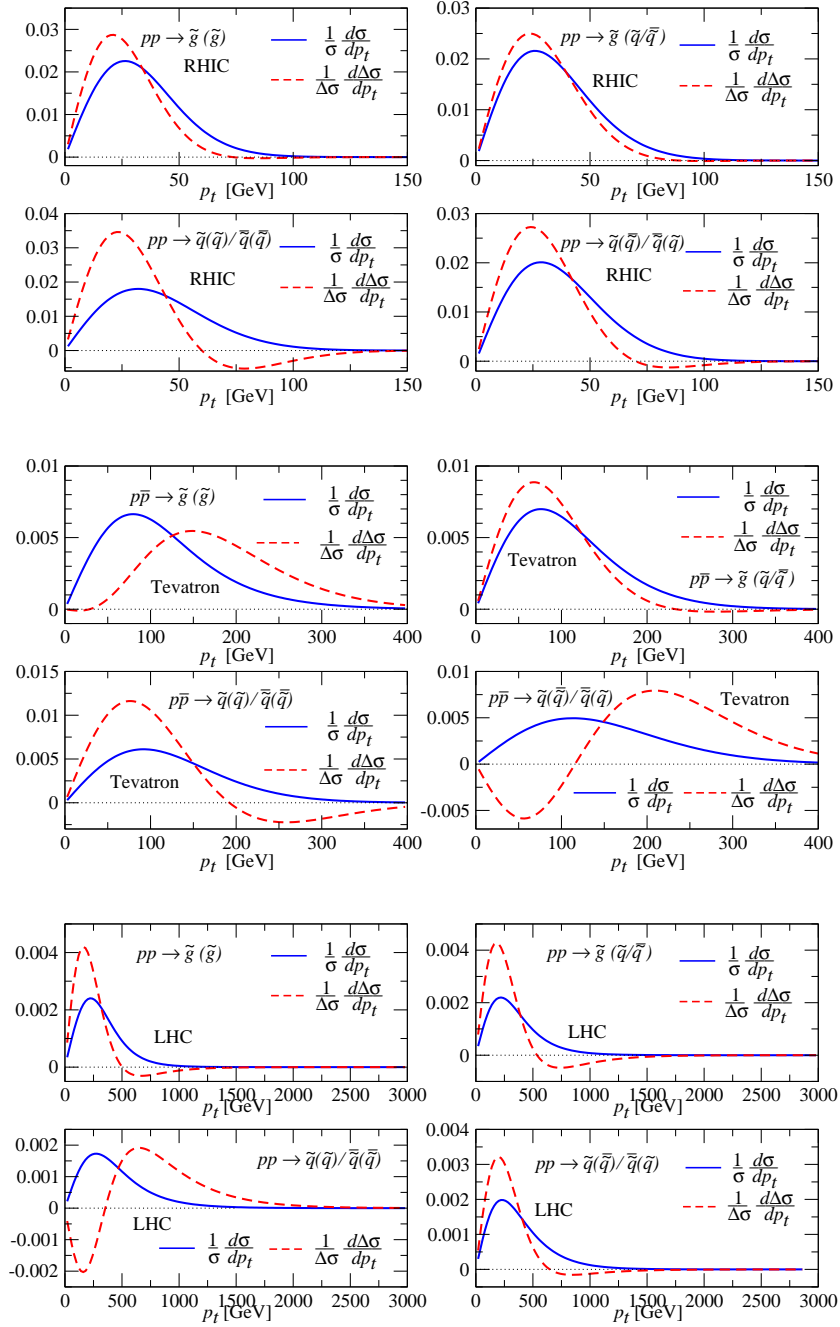 0.03
0.02
0.01
0
pp → g̃ (g̃)
RHIC
1/σ dσ/dp_t
1/Δσ dΔσ/dp_t
0 50 100 150
p_t [GeV]
0.03
0.02
0.01
0
pp → g̃ (q̃/q̃̄)
RHIC
1/σ dσ/dp_t
1/Δσ dΔσ/dp_t
0 50 100 150
p_t [GeV]
0.04
0.03
0.02
0.01
0
pp → q̃(q̃)/q̃̄(q̃̄)
RHIC
1/σ dσ/dp_t
1/Δσ dΔσ/dp_t
0 50 100 150
p_t [GeV]
0.03
0.02
0.01
0
pp → q̃(q̃̄)/q̃̄(q̃)
RHIC
1/σ dσ/dp_t
1/Δσ dΔσ/dp_t
0 50 100 150
p_t [GeV]
0.01
0.005
0
pp̄ → g̃ (g̃)
Tevatron
1/σ dσ/dp_t
1/Δσ dΔσ/dp_t
0 100 200 300 400
p_t [GeV]
0.01
0.005
0
1/σ dσ/dp_t
1/Δσ dΔσ/dp_t
Tevatron
pp̄ → g̃ (q̃/q̃̄)
0 100 200 300 400
p_t [GeV]
0.015
0.01
0.005
0
pp̄ → q̃(q̃)/q̃̄(q̃̄)
1/σ dσ/dp_t
1/Δσ dΔσ/dp_t
Tevatron
0 100 200 300 400
p_t [GeV]
0.01
0.005
0
-0.005
pp̄ → q̃(q̃̄)/q̃̄(q̃)
Tevatron
1/σ dσ/dp_t 1/Δσ dΔσ/dp_t
0 100 200 300 400
p_t [GeV]
0.004
0.002
0
pp → g̃ (g̃)
1/σ dσ/dp_t
1/Δσ dΔσ/dp_t
LHC
0 500 1000 1500 2000 2500 3000
p_t [GeV]
0.004
0.002
0
pp → g̃ (q̃/q̃̄)
1/σ dσ/dp_t
1/Δσ dΔσ/dp_t
LHC
0 500 1000 1500 2000 2500 3000
p_t [GeV]
0.002
0.001
0
-0.001
-0.002
pp → q̃(q̃)/q̃̄(q̃̄)
LHC
1/σ dσ/dp_t 1/Δσ dΔσ/dp_t
0 500 1000 1500 2000 2500 3000
p_t [GeV]
0.004
0.003
0.002
0.001
0
pp → q̃(q̃̄)/q̃̄(q̃)
1/σ dσ/dp_t
1/Δσ dΔσ/dp_t
LHC
0 500 1000 1500 2000 2500 3000
p_t [GeV]